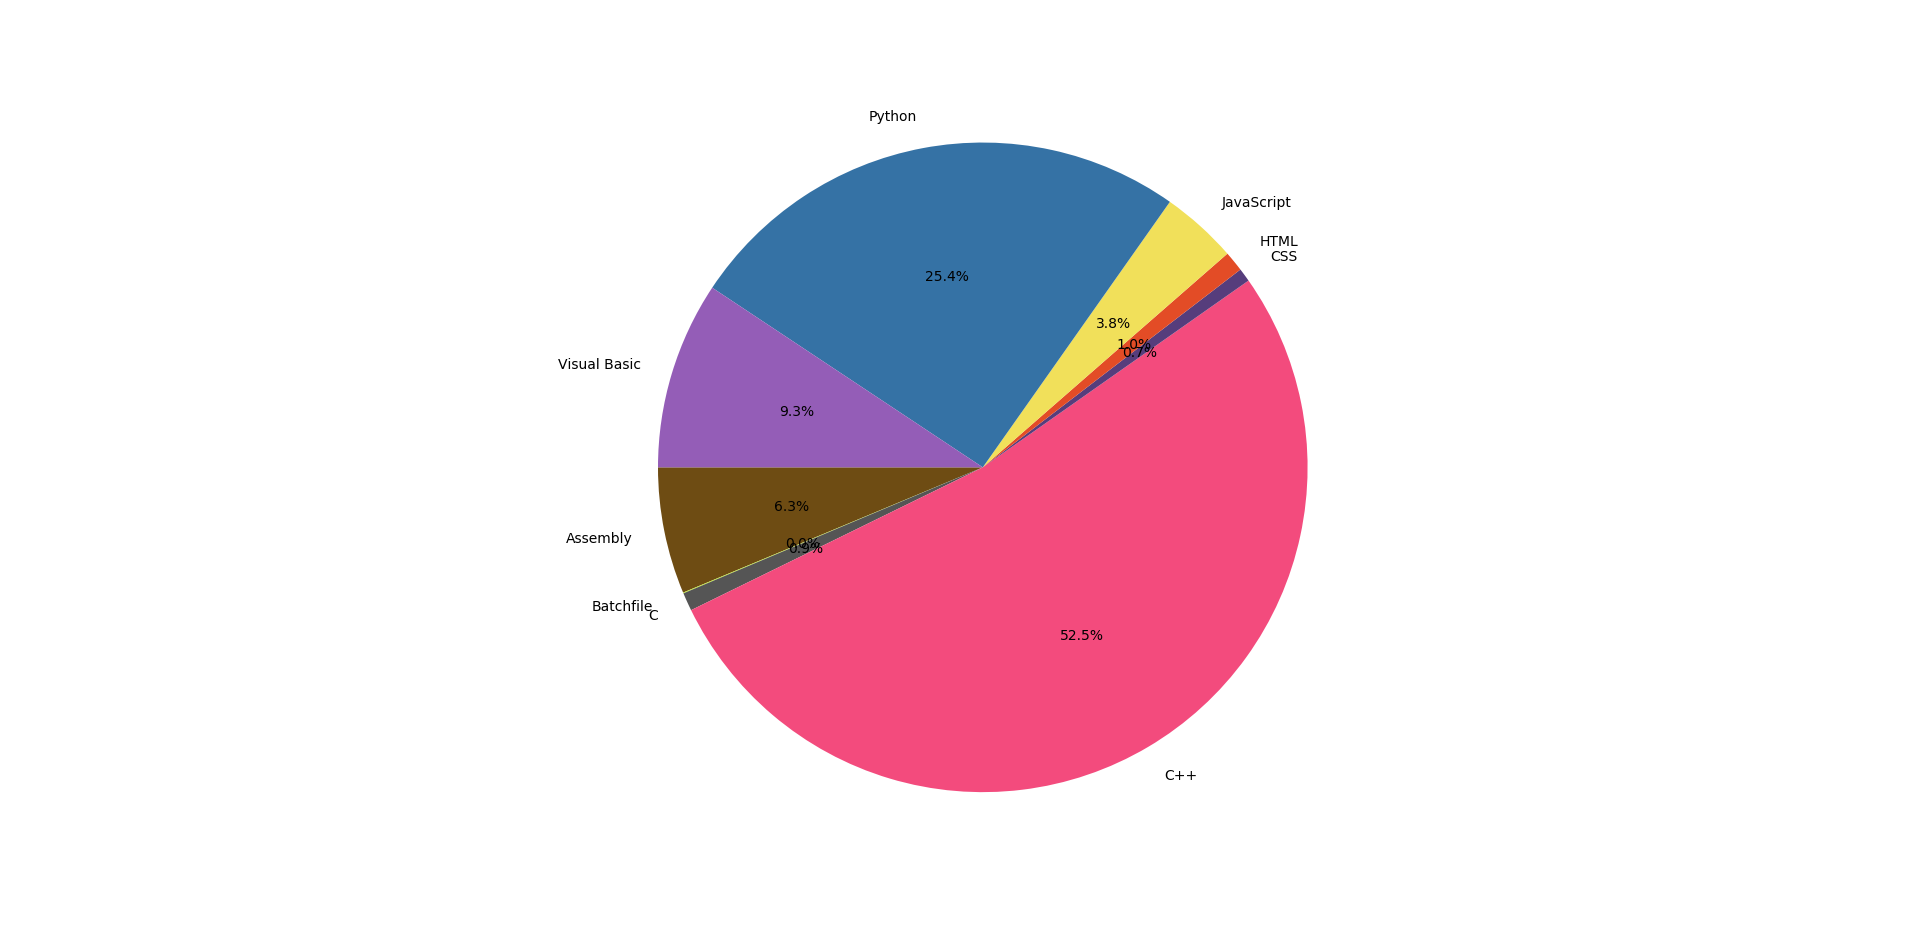 Python
JavaScript
HTML
CSS
25.4%
3.8%
1.0%
0.7%
Visual Basic
9.3%
6.3%
Assembly
0.0%
0.9%
Batchfile
C
52.5%
C++